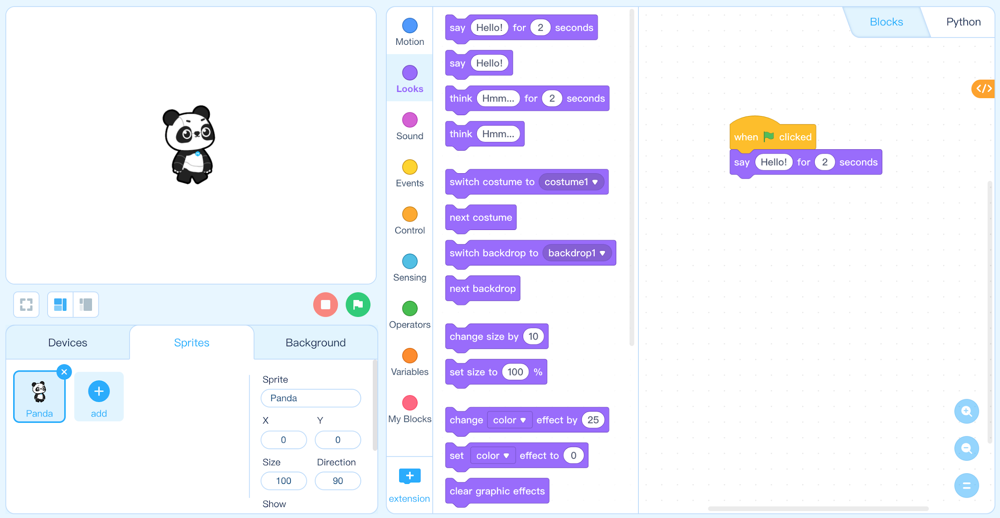 Motion
Looks
Sound
Events
Control
Sensing
Operators
Variables
My Blocks
extension
say Hello! for 2 seconds
say Hello!
think Hmm... for 2 seconds
think Hmm...
switch costume to costume1
next costume
switch backdrop to backdrop1
next backdrop
change size by 10
set size to 100 %
change color effect by 25
set color effect to 0
clear graphic effects
Blocks Python
</>
when clicked
say Hello! for 2 seconds
Devices Sprites Background
Panda
add
Sprite
Panda
X Y
0 0
Size Direction
100 90
Show